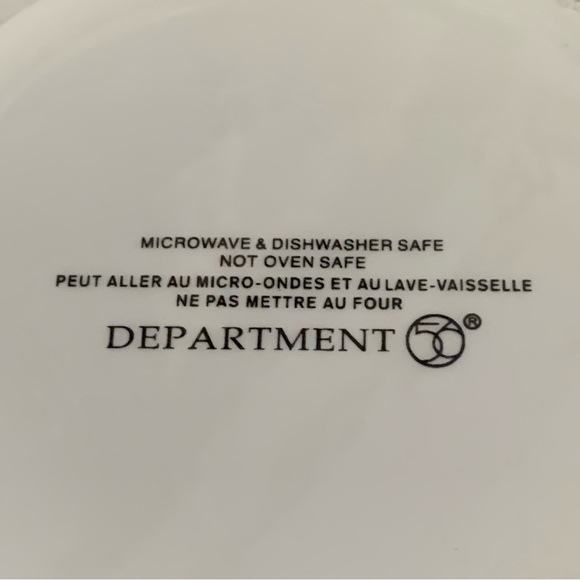 MICROWAVE & DISHWASHER SAFE
NOT OVEN SAFE
PEUT ALLER AU MICRO-ONDES ET AU LAVE-VAISSELLE
NE PAS METTRE AU FOUR
DEPARTMENT 56®